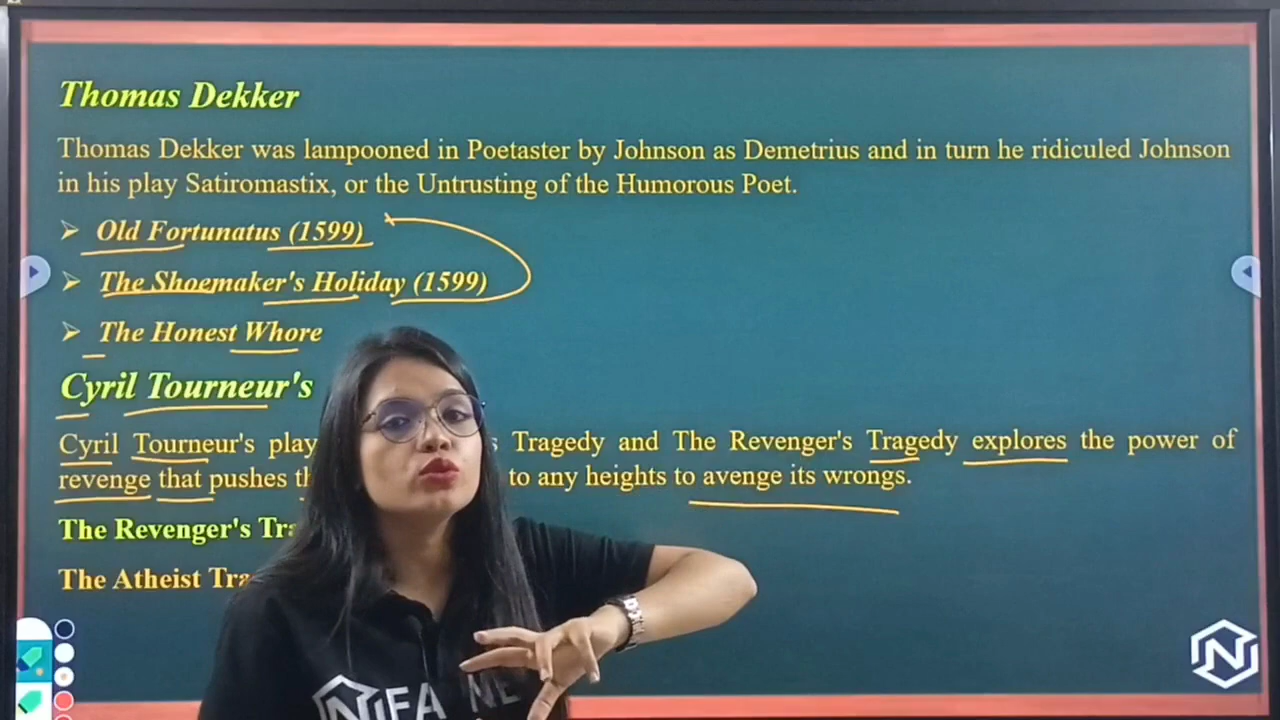 Thomas Dekker
Thomas Dekker was lampooned in Poetaster by Johnson as Demetrius and in turn he ridiculed Johnson
in his play Satiromastix, or the Untrusting of the Humorous Poet.
Old Fortunatus (1599)
The Shoemaker's Holiday (1599)
The Honest Whore
Cyril Tourneur's
Cyril Tourneur's play Tragedy and The Revenger's Tragedy explores the power of
revenge that pushes to any heights to avenge its wrongs.
The Revenger's
The Atheist